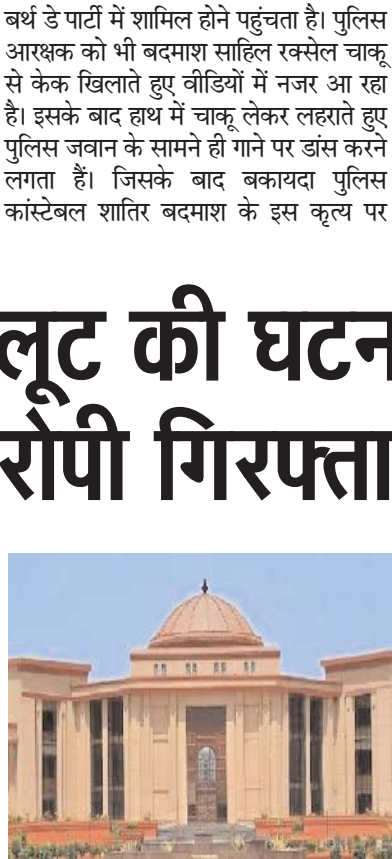 बर्थ डे पार्टी में शामिल होने पहुंचता है। पुलिस
आरक्षक को भी बदमाश साहिल रक्सेल चाकू
से केक खिलाते हुए वीडियों में नजर आ रहा
है। इसके बाद हाथ में चाकू लेकर लहराते हुए
पुलिस जवान के सामने ही गाने पर डांस करने
लगता हैं। जिसके बाद बकायदा पुलिस
कांस्टेबल शातिर बदमाश के इस कृत्य पर
लूट की घटन
रोपी गिरफ्ता